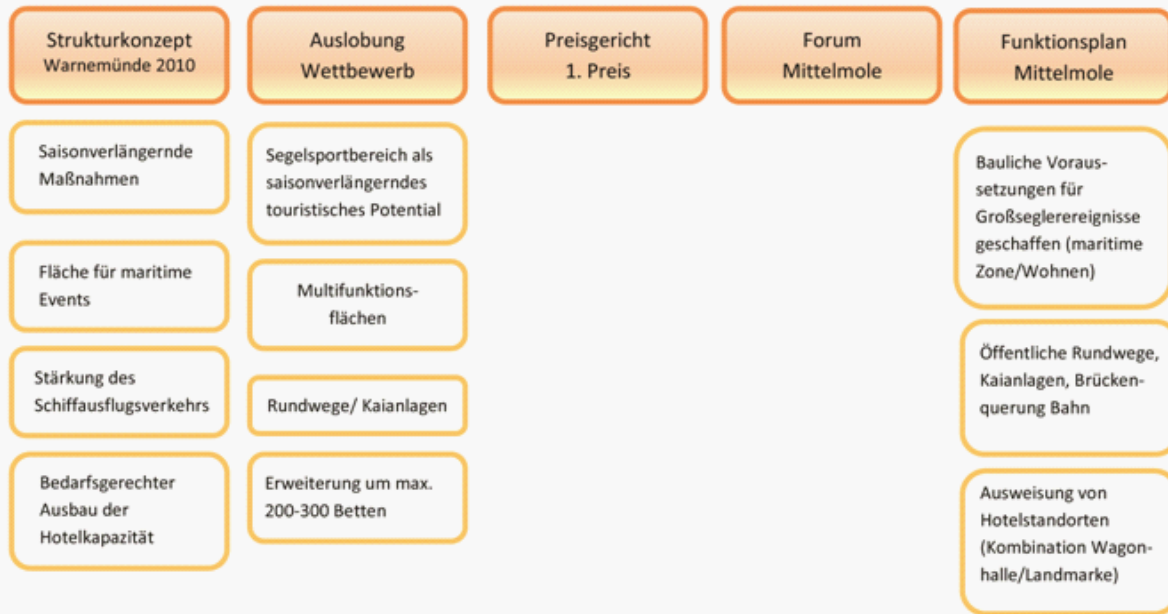 Strukturkonzept
Warnemünde 2010
Saisonverlängernde
Maßnahmen
Fläche für maritime
Events
Stärkung des
Schiffausflugsverkehrs
Bedarfsgerechter
Ausbau der
Hotelkapazität
Auslobung
Wettbewerb
Segelsportbereich als
saisonverlängerndes
touristisches Potential
Multifunktions-
flächen
Rundwege/ Kaianlagen
Erweiterung um max.
200-300 Betten
Preisgericht
1. Preis
Forum
Mittelmole
Funktionsplan
Mittelmole
Bauliche Voraus-
setzungen für
Großseglerereignisse
geschaffen (maritime
Zone/Wohnen)
Öffentliche Rundwege,
Kaianlagen, Brücken-
querung Bahn
Ausweisung von
Hotelstandorten
(Kombination Wagon-
halle/Landmarke)